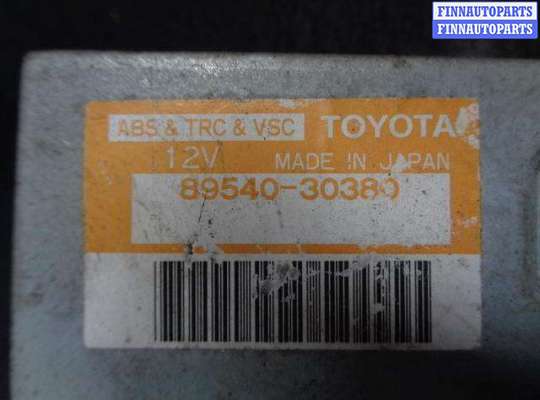 FINNAUTOPARTS
FINNAUTOPARTS
ABS & TRC & VSC TOYOTA
12V MADE IN JAPAN
89540-30380